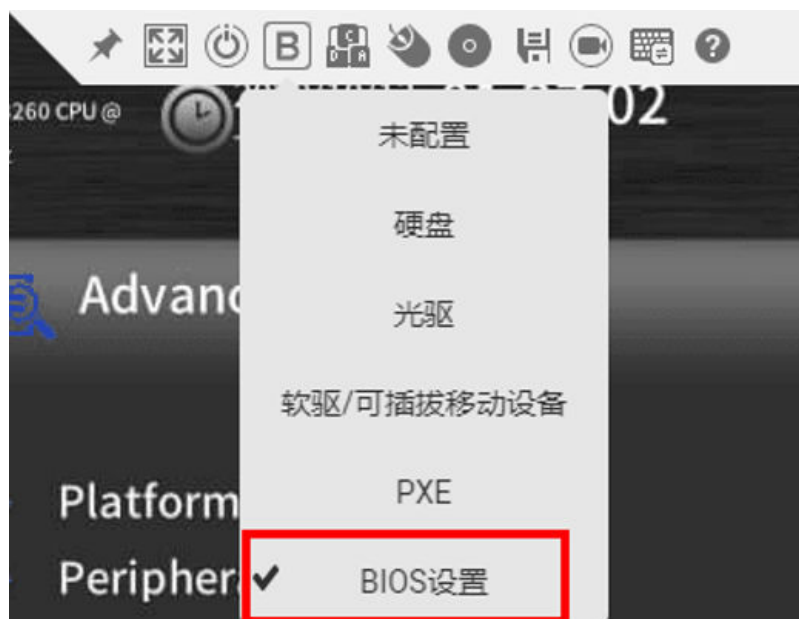 B
C
D A
260 CPU @
02
未配置
硬盘
Advanc
光驱
软驱/可插拔移动设备
Platform
PXE
Peripher
BIOS设置